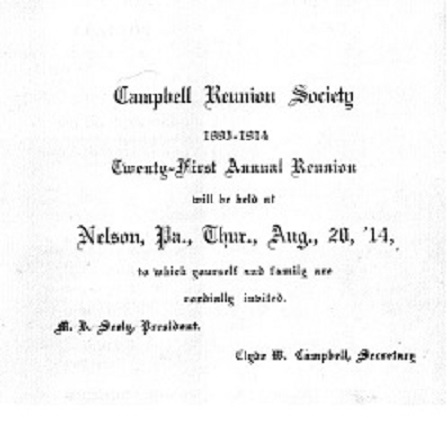 Campbell Reunion Society
1893-1914
Twenty-First Annual Reunion
will be held at
Nelson, Pa., Thur., Aug., 20, '14,
to which yourself and family are
cordially invited.
M. R. Seely, President.
Clyde W. Campbell, Secretary